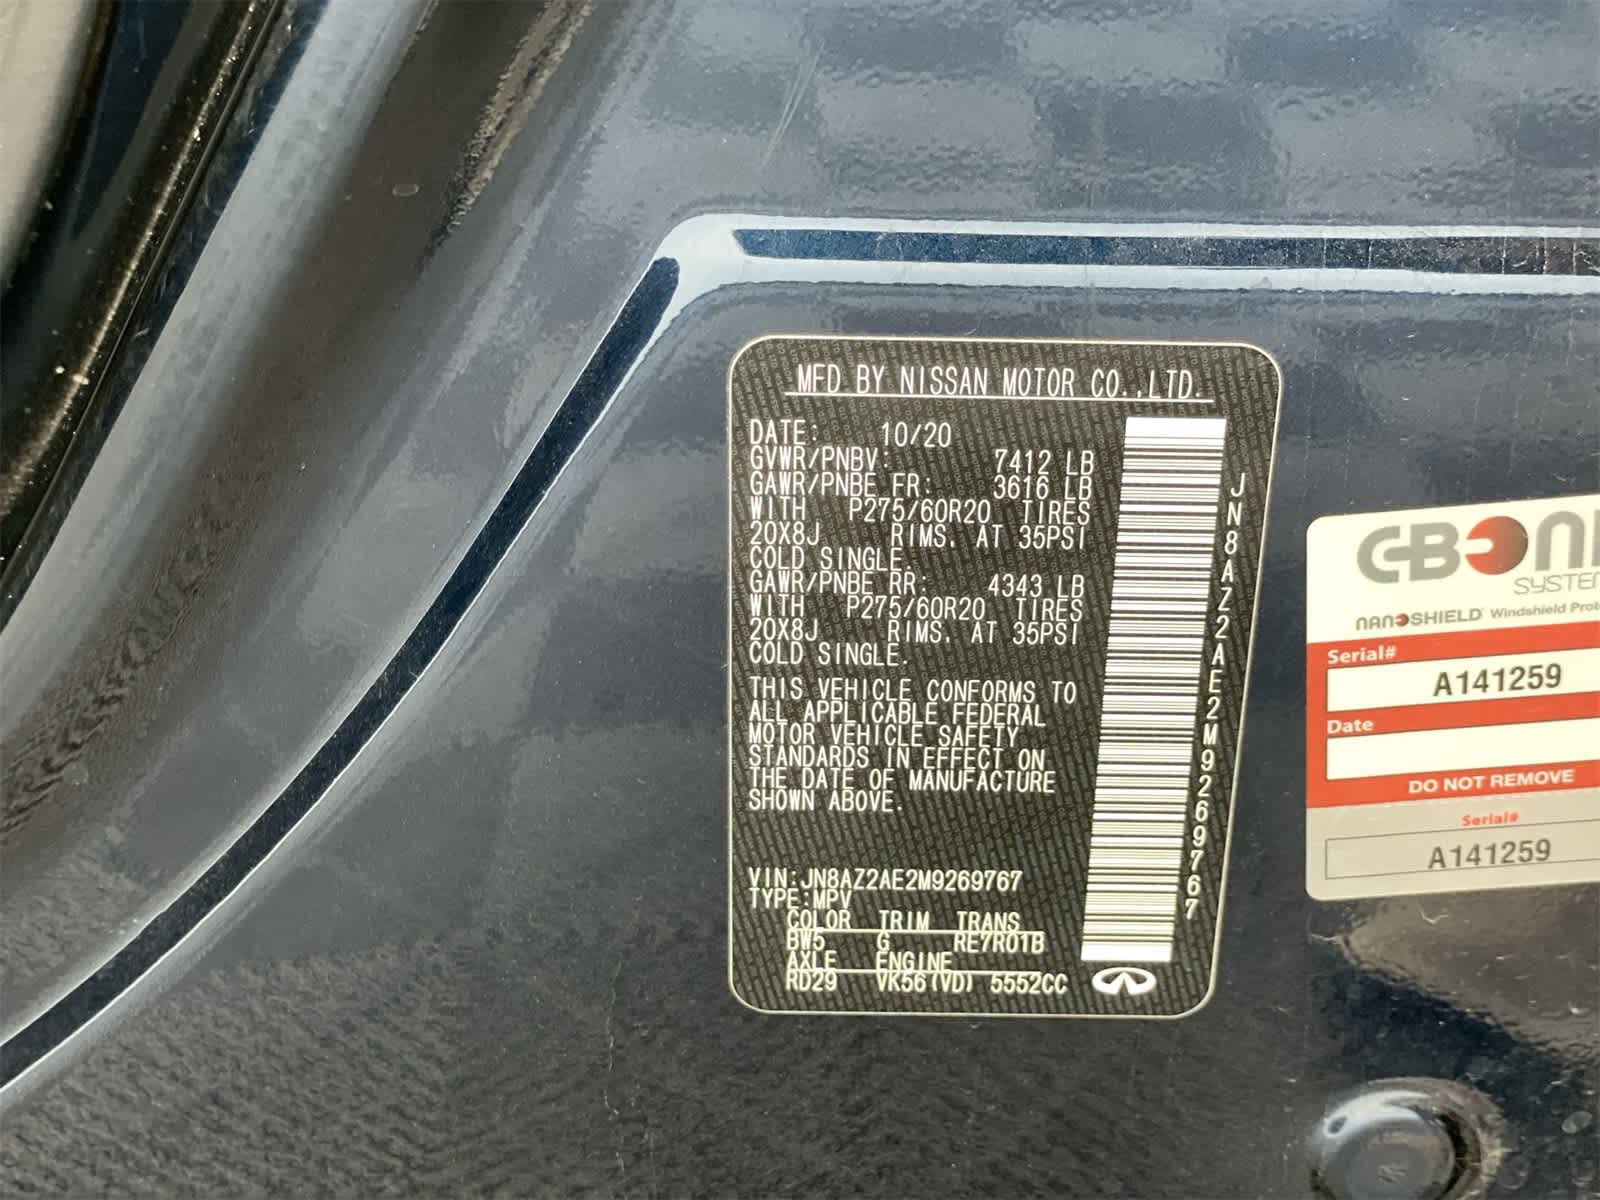 MFD BY NISSAN MOTOR CO.,LTD.
DATE: 10/20
GVWR/PNBV: 7412 LB
GAWR/PNBE FR: 3616 LB
WITH P275/60R20 TIRES
20X8J RIMS. AT 35PSI
COLD SINGLE.
GAWR/PNBE RR: 4343 LB
WITH P275/60R20 TIRES
20X8J RIMS. AT 35PSI
COLD SINGLE.
THIS VEHICLE CONFORMS TO
ALL APPLICABLE FEDERAL
MOTOR VEHICLE SAFETY
STANDARDS IN EFFECT ON
THE DATE OF MANUFACTURE
SHOWN ABOVE.
VIN:JN8AZ2AE2M9269767
TYPE:MPV
COLOR TRIM TRANS
BW5 G RE7R01B
AXLE ENGINE
RD29 VK56(VD) 5552CC
JN8AZ2AE2M9269767
NANOSHIELD Windshield
Serial#
A141259
Date
DO NOT REMOVE
Serial#
A141259